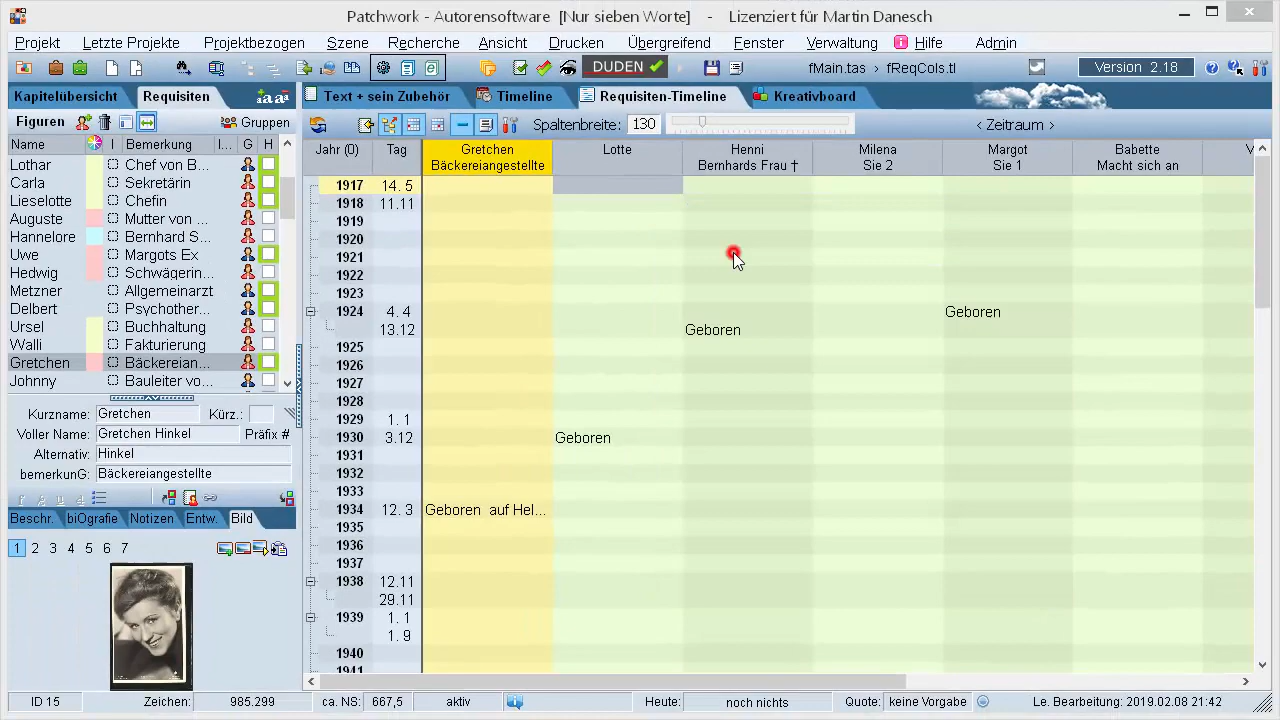 Patchwork - Autorensoftware [Nur sieben Worte] - Lizenziert für Martin Danesch
Projekt Letzte Projekte Projektbezogen Szene Recherche Ansicht Drucken Übergreifend Fenster Verwaltung Hilfe Admin
DUDEN fMain.tas › fReqCols.tl Version 2.18
Kapitelübersicht Requisiten Text + sein Zubehör Timeline Requisiten-Timeline Kreativboard
Figuren Gruppen Spaltenbreite: 130 < Zeitraum >
Name Bemerkung I... G H
Lothar Chef von B...
Carla Sekretärin
Lieselotte Chefin
Auguste Mutter von ...
Hannelore Bernhard S...
Uwe Margots Ex
Hedwig Schwägerin...
Metzner Allgemeinarzt
Delbert Psychother...
Ursel Buchhaltung
Walli Fakturierung
Gretchen Bäckereian...
Johnny Bauleiter vo...
Kurzname: Gretchen Kürz.:
Voller Name: Gretchen Hinkel Präfix #
Alternativ: Hinkel
bemerkunG: Bäckereiangestellte
f g u d
Beschr. biOgrafie Notizen Entw. Bild
1 2 3 4 5 6 7
Jahr (0) Tag Gretchen Lotte Henni Milena Margot Babette V
Bäckereiangestellte Bernhards Frau † Sie 2 Sie 1 Macht sich an
1917 14. 5
1918 11.11
1919
1920
1921
1922
1923
1924 4. 4 Geboren
13.12 Geboren
1925
1926
1927
1928
1929 1. 1
1930 3.12 Geboren
1931
1932
1933
1934 12. 3 Geboren auf Hel...
1935
1936
1937
1938 12.11
29.11
1939 1. 1
1. 9
1940
1941
ID 15 Zeichen: 985.299 ca. NS: 667,5 aktiv Heute: noch nichts Quote: keine Vorgabe Le. Bearbeitung: 2019.02.08 21:42